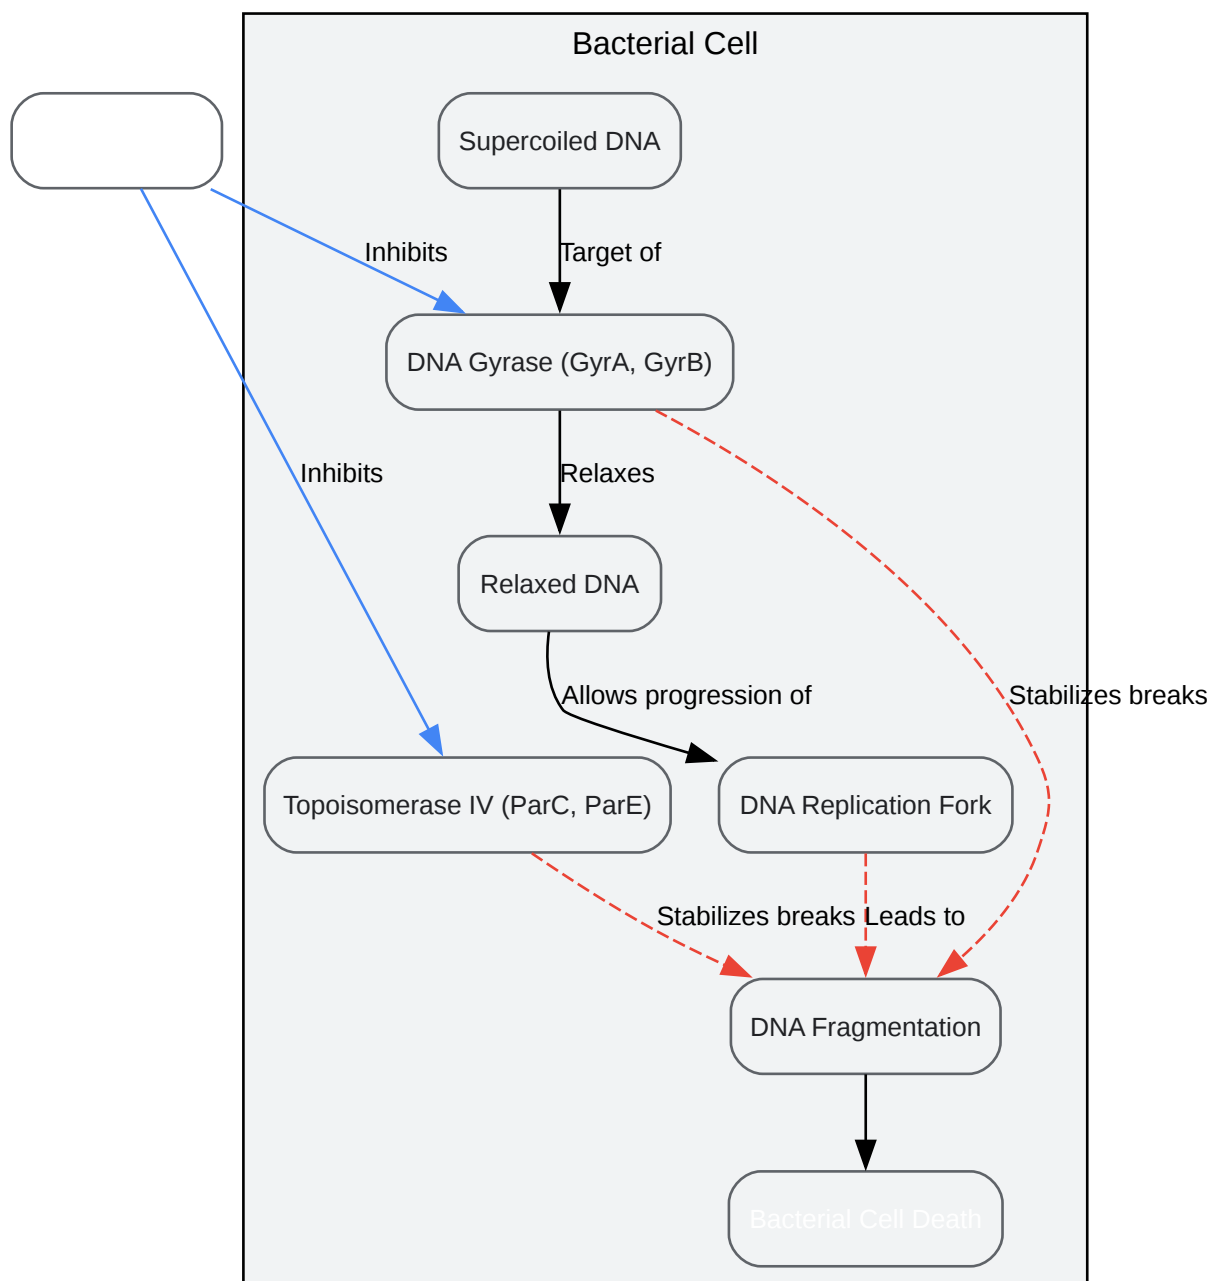 Bacterial Cell
Supercoiled DNA
Inhibits
Target of
DNA Gyrase (GyrA, GyrB)
Inhibits
Relaxes
Relaxed DNA
Allows progression of
Stabilizes breaks
Topoisomerase IV (ParC, ParE)
DNA Replication Fork
Stabilizes breaks
Leads to
DNA Fragmentation
Bacterial Cell Death